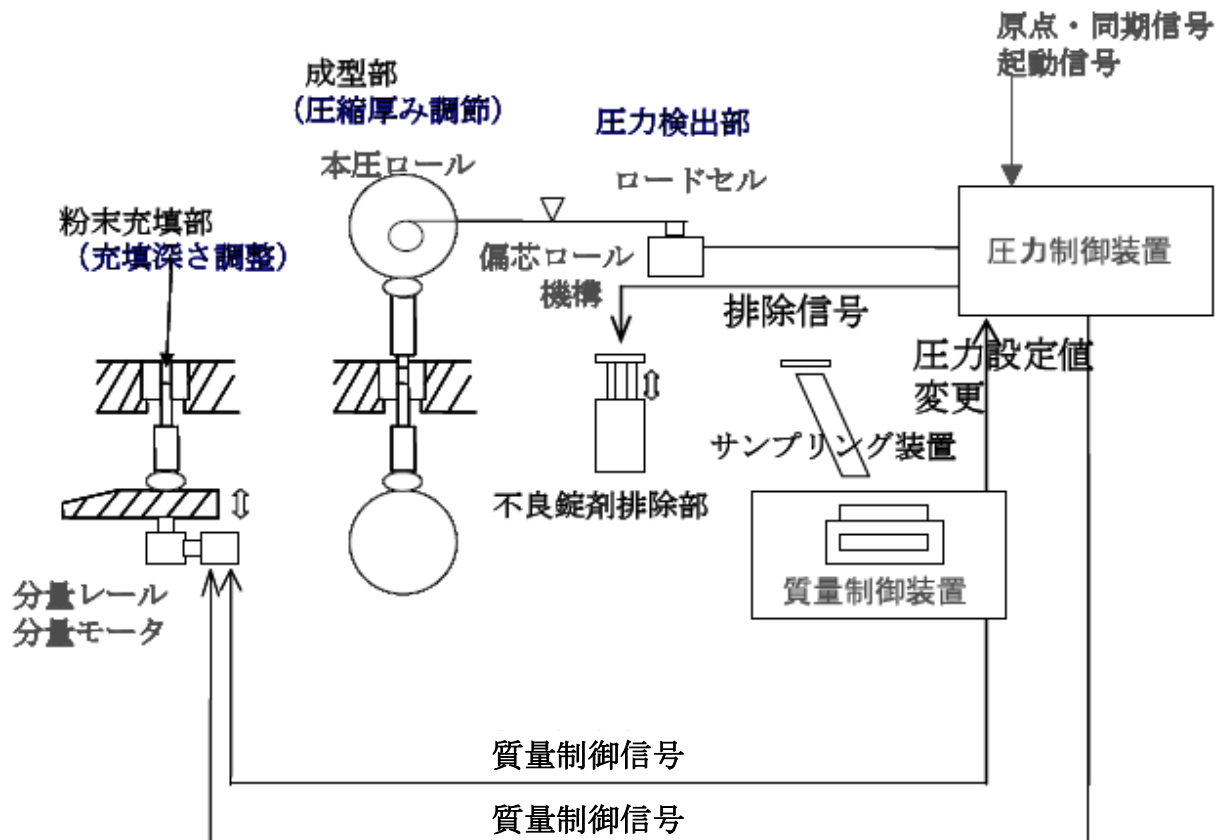 原点・同期信号
起動信号
成型部
（圧縮厚み調節）
圧力検出部
本圧ロール
ロードセル
粉末充填部
（充填深さ調整）
偏芯ロール
機構
圧力制御装置
排除信号
圧力設定値
変更
サンプリング装置
不良錠剤排除部
質量制御装置
分量レール
分量モータ
質量制御信号
質量制御信号